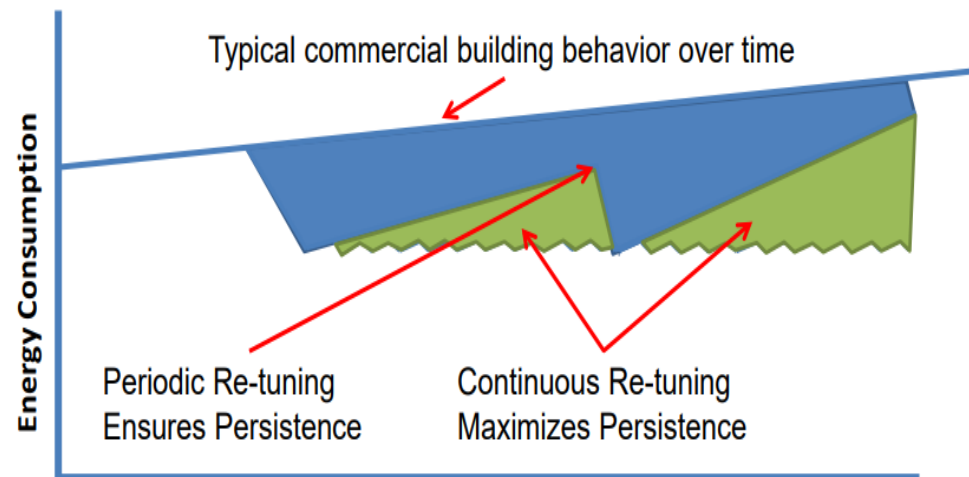 Typical commercial building behavior over time
Energy Consumption
Periodic Re-tuning
Ensures Persistence
Continuous Re-tuning
Maximizes Persistence